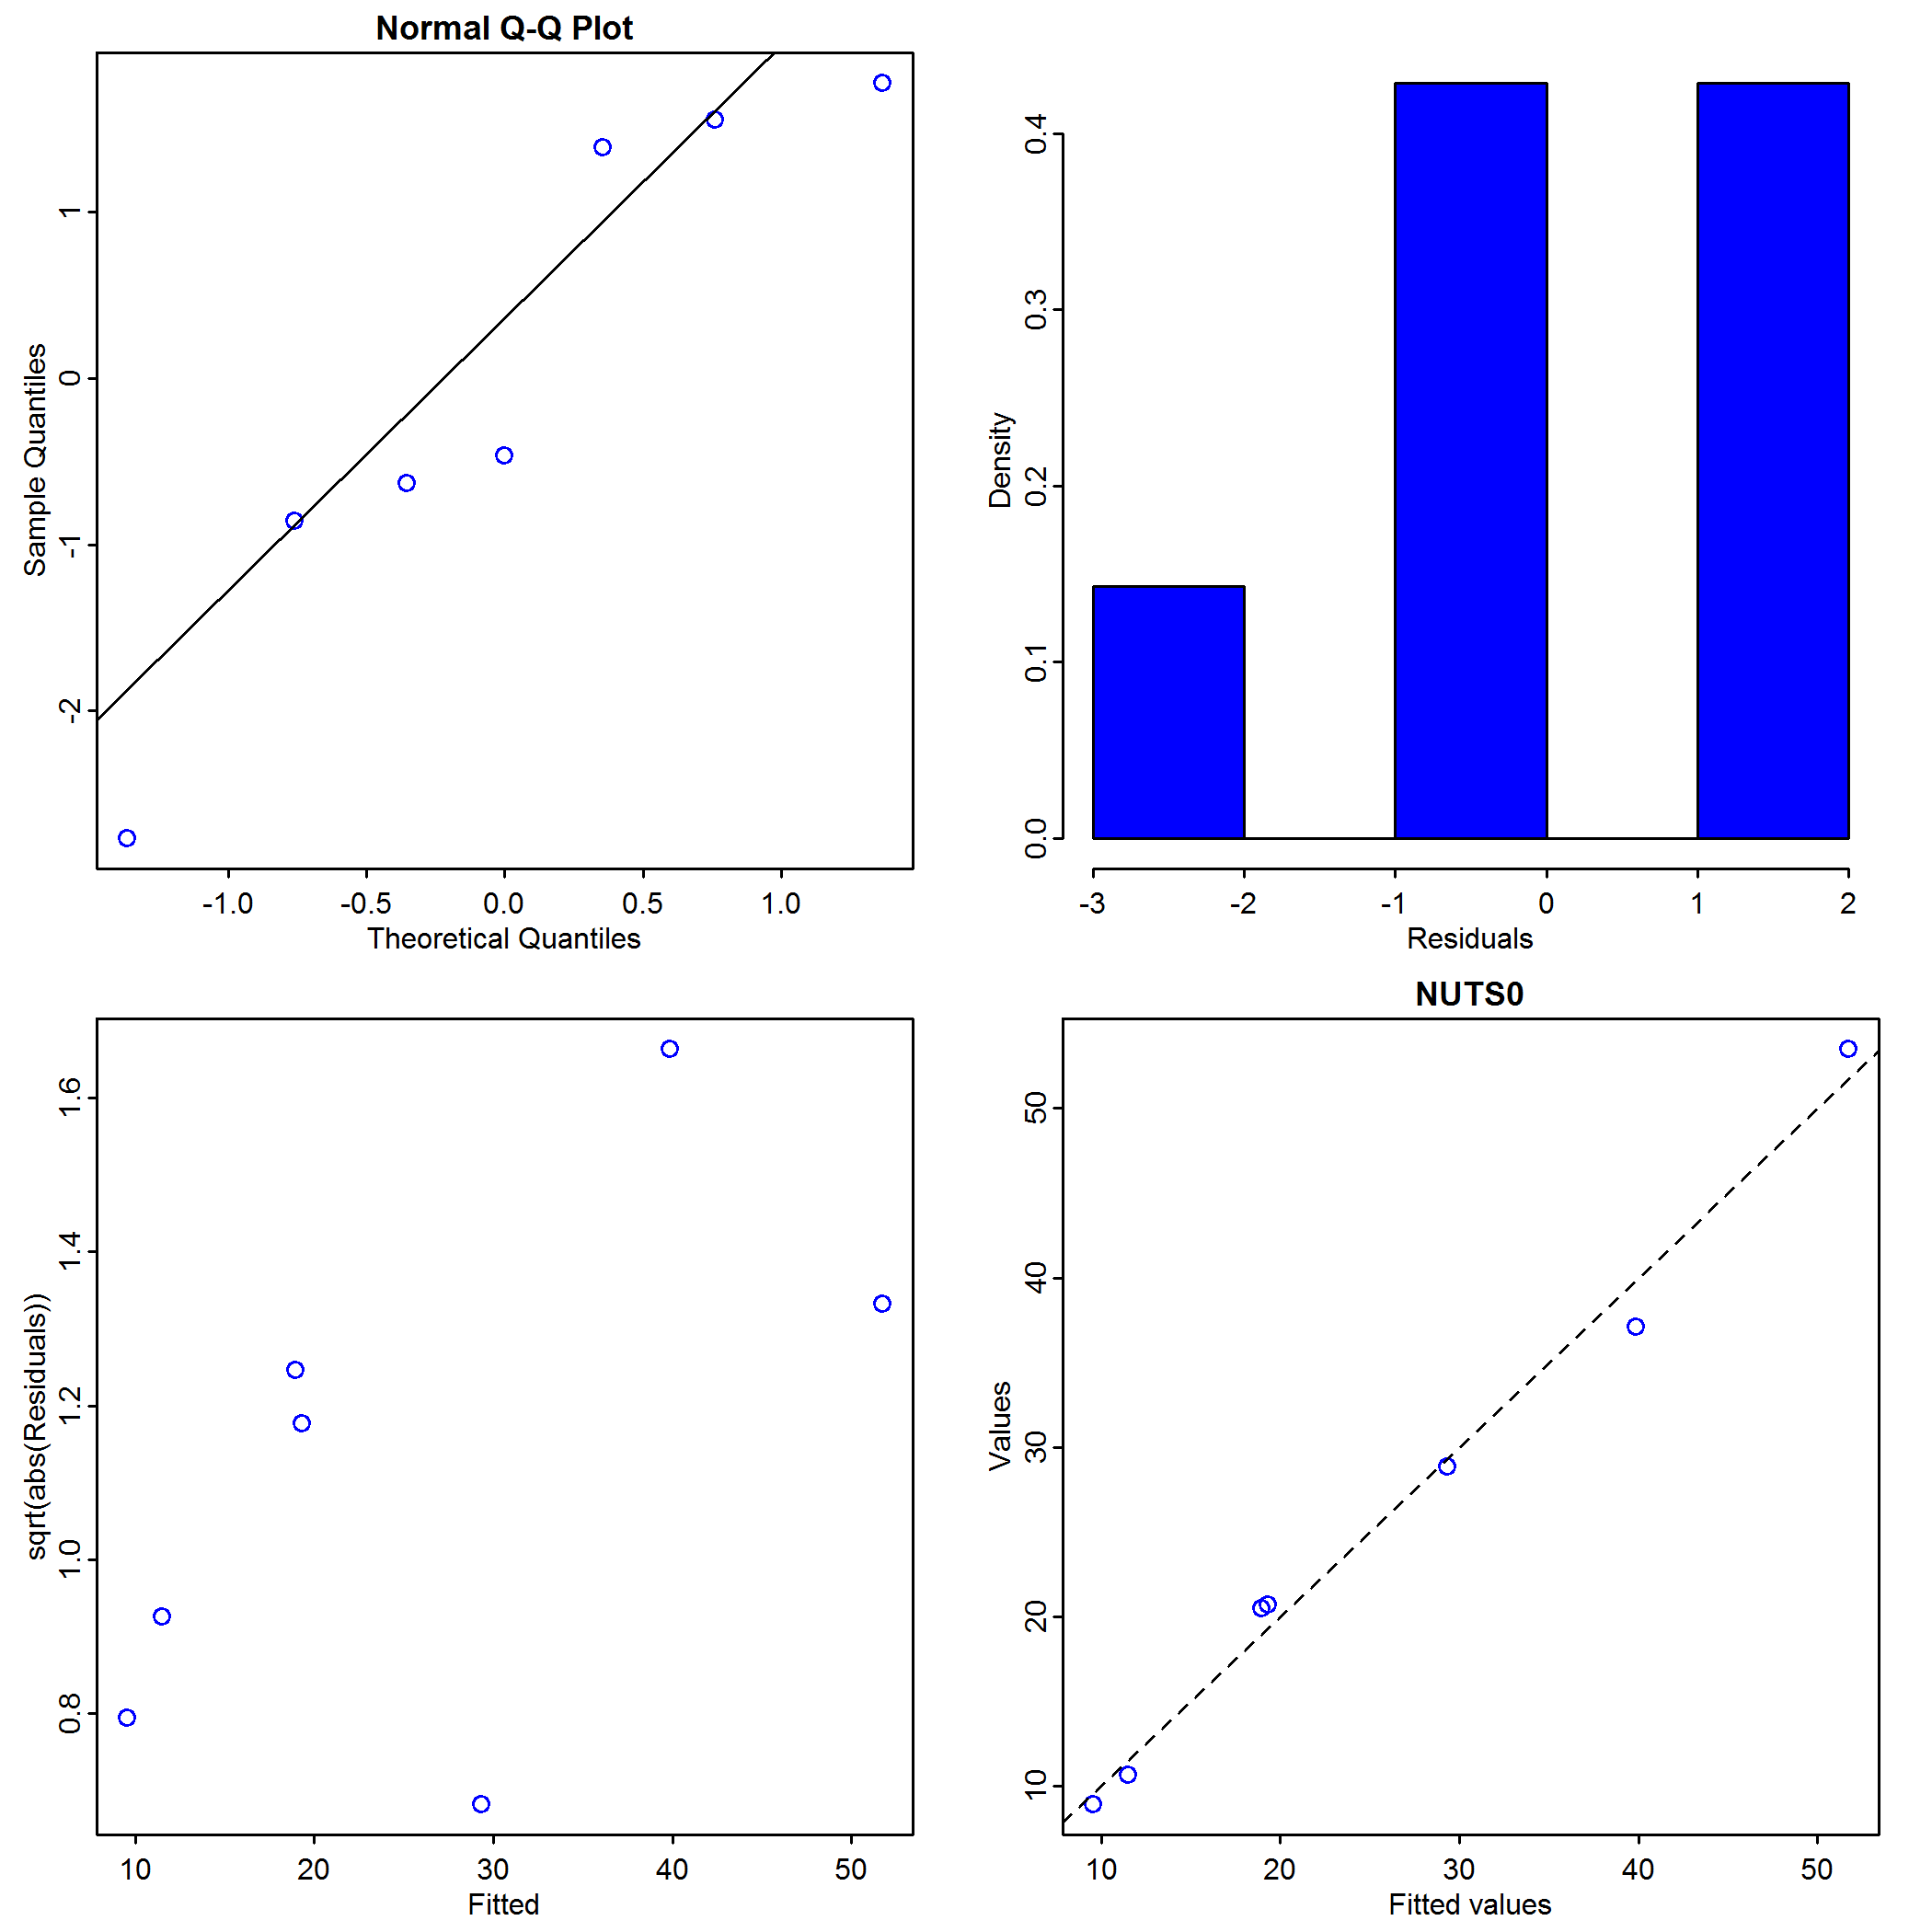 Normal Q-Q Plot
Sample Quantiles
1
0
-1
-2
-1.0 -0.5 0.0 0.5 1.0
Theoretical Quantiles
Density
0.4
0.3
0.2
0.1
0.0
-3 -2 -1 0 1 2
Residuals
sqrt(abs(Residuals))
1.6
1.4
1.2
1.0
0.8
10 20 30 40 50
Fitted
NUTS0
Values
50
40
30
20
10
10 20 30 40 50
Fitted values